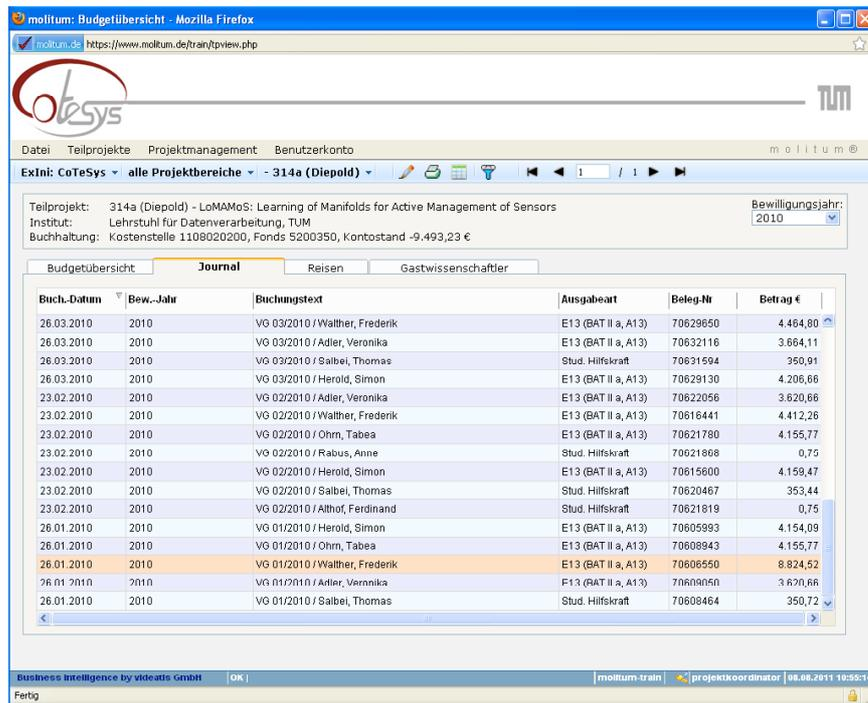 molitum: Budgetübersicht - Mozilla Firefox
molitum.de https://www.molitum.de/train/tpview.php
CoTeSys
TUM
Datei Teilprojekte Projektmanagement Benutzerkonto molitum®
ExIni: CoTeSys alle Projektbereiche - 314a (Diepold) 1 / 1
Teilprojekt: 314a (Diepold) - LoMAMoS: Learning of Manifolds for Active Management of Sensors Bewilligungsjahr:
Institut: Lehrstuhl für Datenverarbeitung, TUM 2010
Buchhaltung: Kostenstelle 1108020200, Fonds 5200350, Kontostand -9.493,23 €
Budgetübersicht Journal Reisen Gastwissenschaftler
Buch.-Datum Bew.-Jahr Buchungstext Ausgabeart Beleg-Nr Betrag €
26.03.2010 2010 VG 03/2010 / Walther, Frederik E13 (BAT II a, A13) 70629650 4.464,80
26.03.2010 2010 VG 03/2010 / Adler, Veronika E13 (BAT II a, A13) 70632116 3.664,11
26.03.2010 2010 VG 03/2010 / Salbei, Thomas Stud. Hilfskraft 70631594 350,91
26.03.2010 2010 VG 03/2010 / Herold, Simon E13 (BAT II a, A13) 70629130 4.206,66
23.02.2010 2010 VG 02/2010 / Adler, Veronika E13 (BAT II a, A13) 70622056 3.620,66
23.02.2010 2010 VG 02/2010 / Walther, Frederik E13 (BAT II a, A13) 70616441 4.412,26
23.02.2010 2010 VG 02/2010 / Ohrn, Tabea E13 (BAT II a, A13) 70621780 4.155,77
23.02.2010 2010 VG 02/2010 / Rabus, Anne Stud. Hilfskraft 70621868 0,75
23.02.2010 2010 VG 02/2010 / Herold, Simon E13 (BAT II a, A13) 70615600 4.159,47
23.02.2010 2010 VG 02/2010 / Salbei, Thomas Stud. Hilfskraft 70620467 353,44
23.02.2010 2010 VG 02/2010 / Althof, Ferdinand Stud. Hilfskraft 70621819 0,75
26.01.2010 2010 VG 01/2010 / Herold, Simon E13 (BAT II a, A13) 70605993 4.154,09
26.01.2010 2010 VG 01/2010 / Ohrn, Tabea E13 (BAT II a, A13) 70608943 4.155,77
26.01.2010 2010 VG 01/2010 / Walther, Frederik E13 (BAT II a, A13) 70606550 8.824,52
26.01.2010 2010 VG 01/2010 / Adler, Veronika E13 (BAT II a, A13) 70609050 3.620,66
26.01.2010 2010 VG 01/2010 / Salbei, Thomas Stud. Hilfskraft 70608464 350,72
Business Intelligence by videatis GmbH OK | molitum-train projektkoordinator 08.08.2011 10:55:1
Fertig